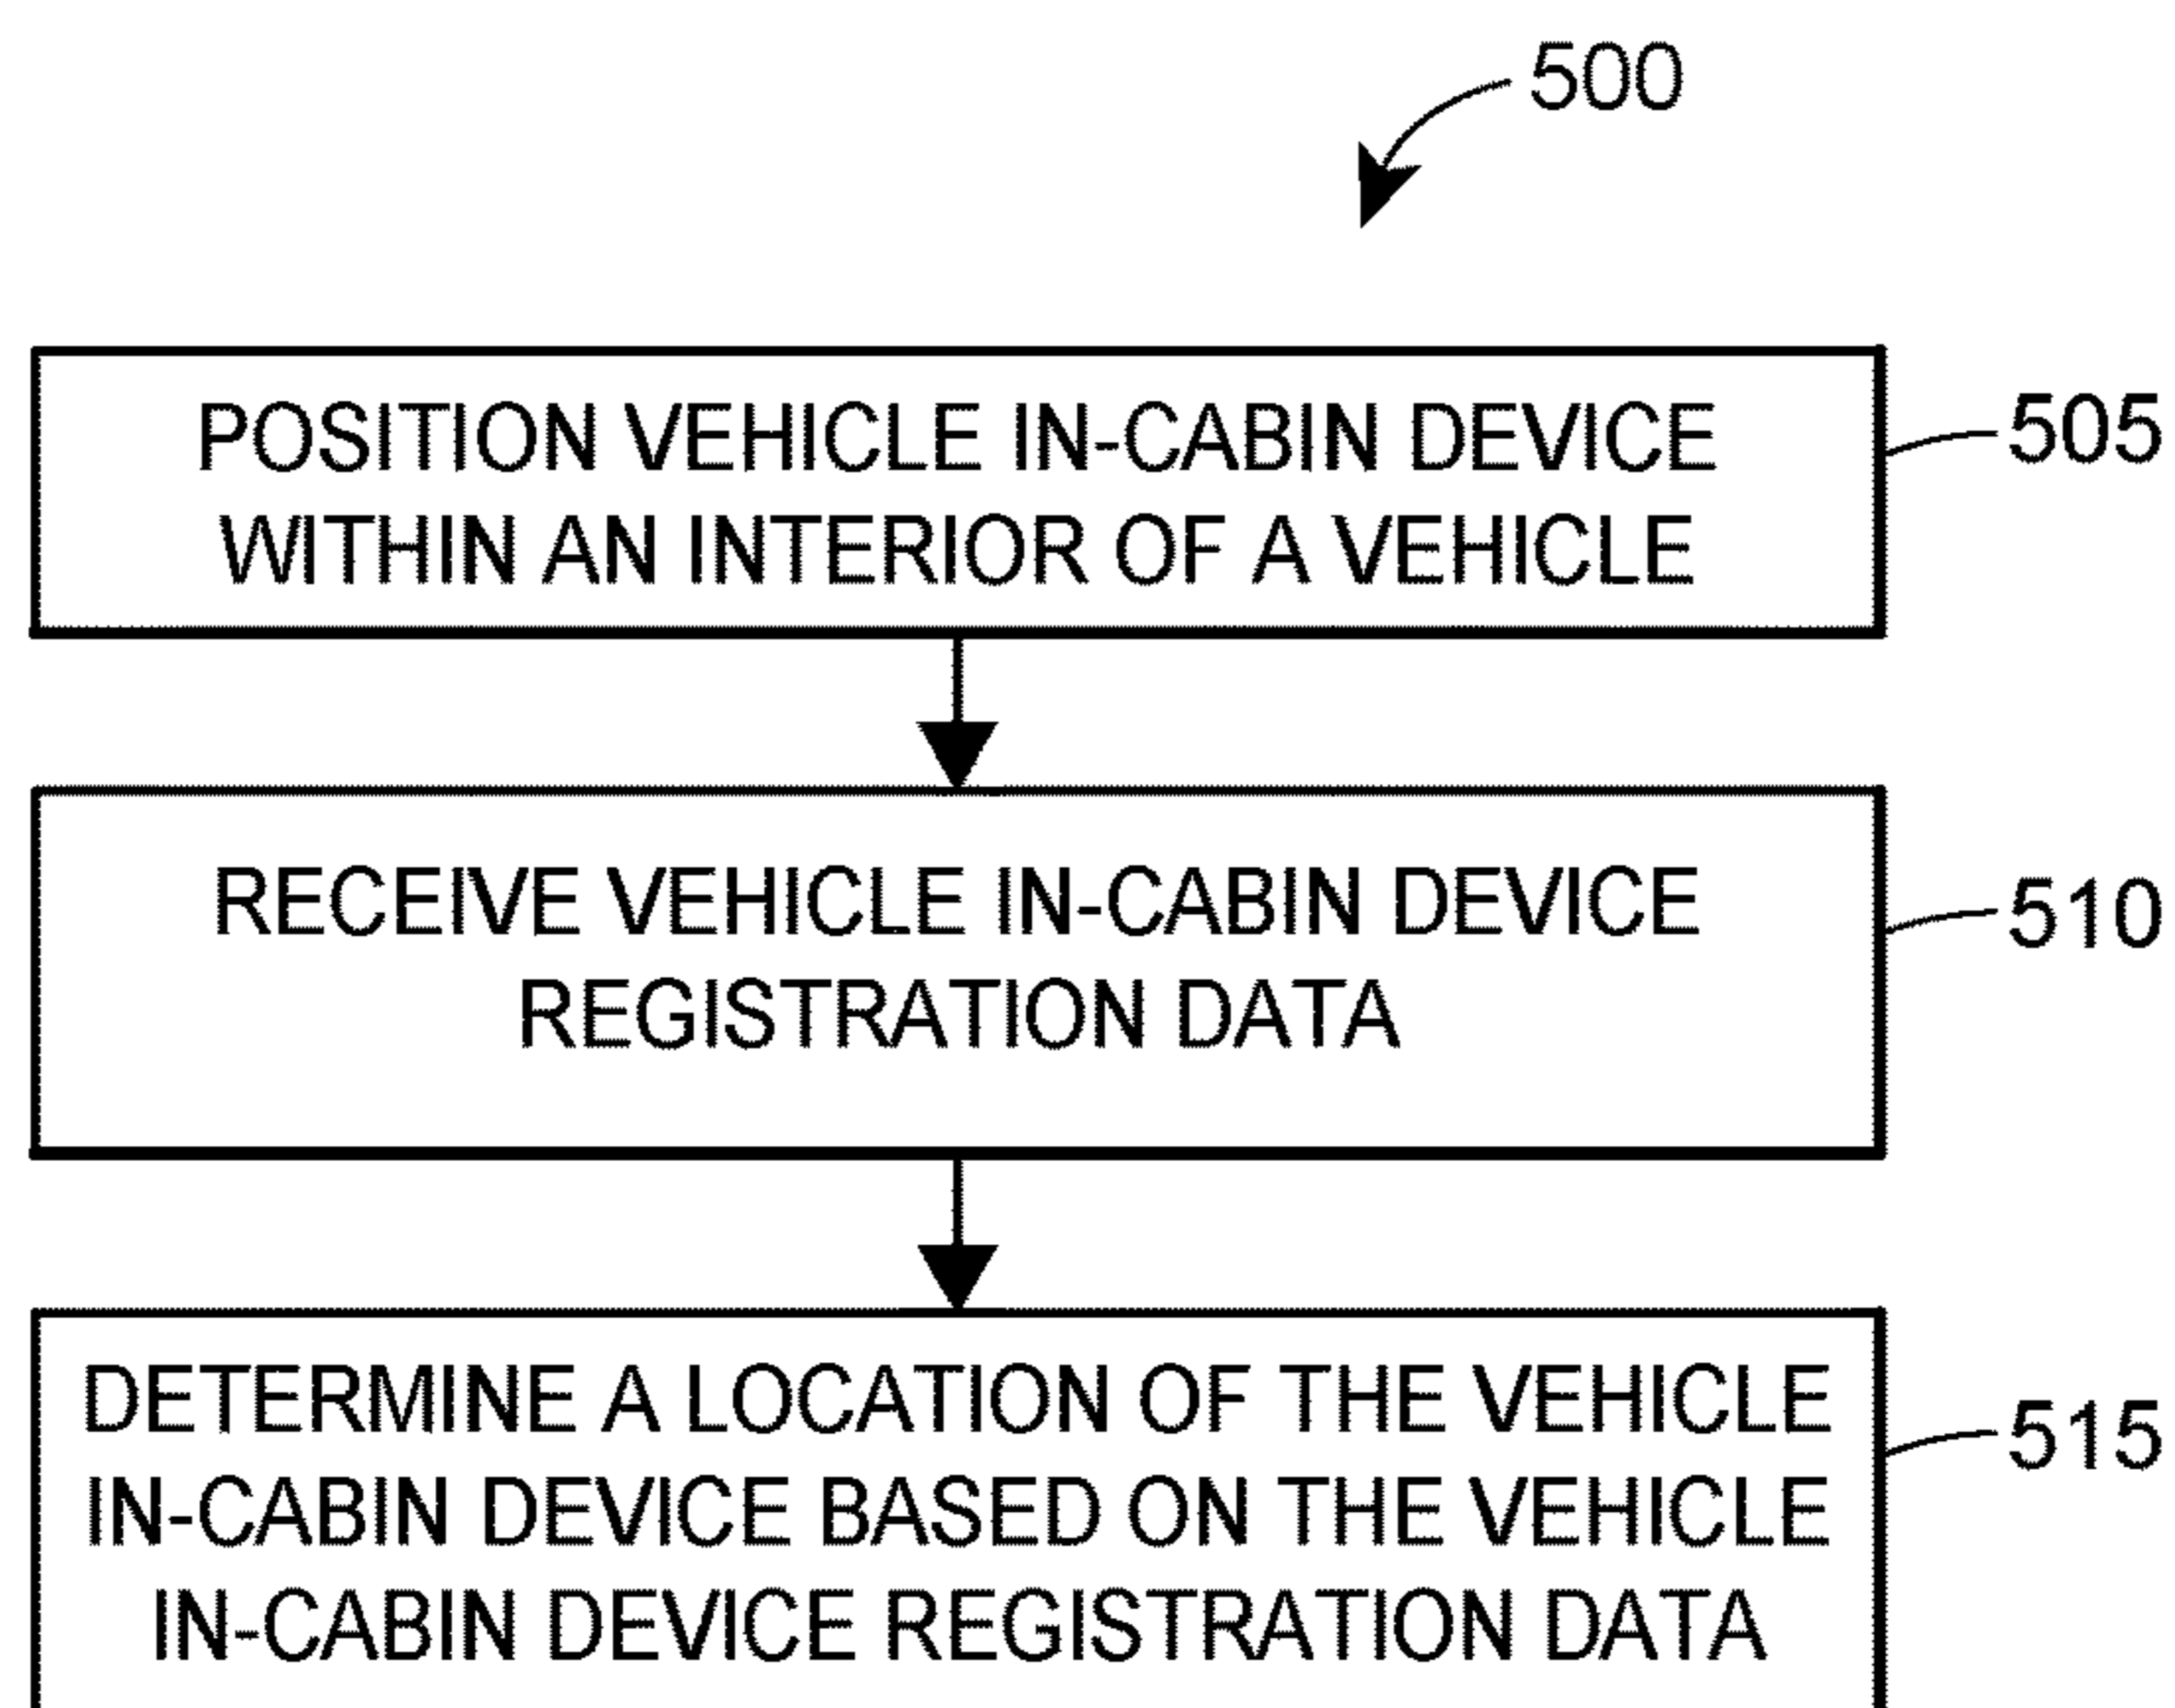 500
POSITION VEHICLE IN-CABIN DEVICE
WITHIN AN INTERIOR OF A VEHICLE
505
RECEIVE VEHICLE IN-CABIN DEVICE
REGISTRATION DATA
510
DETERMINE A LOCATION OF THE VEHICLE
IN-CABIN DEVICE BASED ON THE VEHICLE
IN-CABIN DEVICE REGISTRATION DATA
515